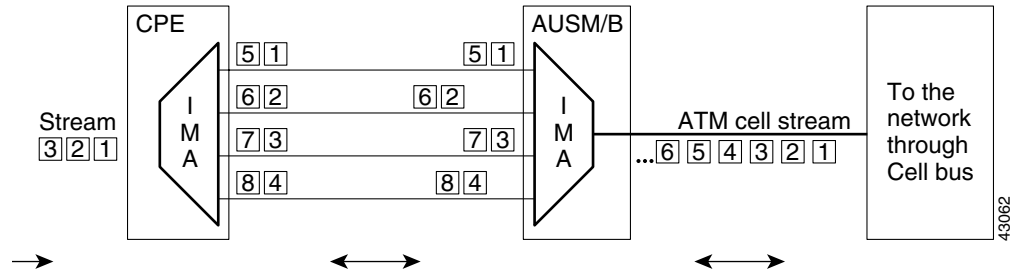 CPE
AUSM/B
5 1
5 1
6 2
6 2
I
M
A
I
M
A
Stream
3 2 1
7 3
7 3
8 4
8 4
ATM cell stream
...6 5 4 3 2 1
To the
network
through
Cell bus
43062